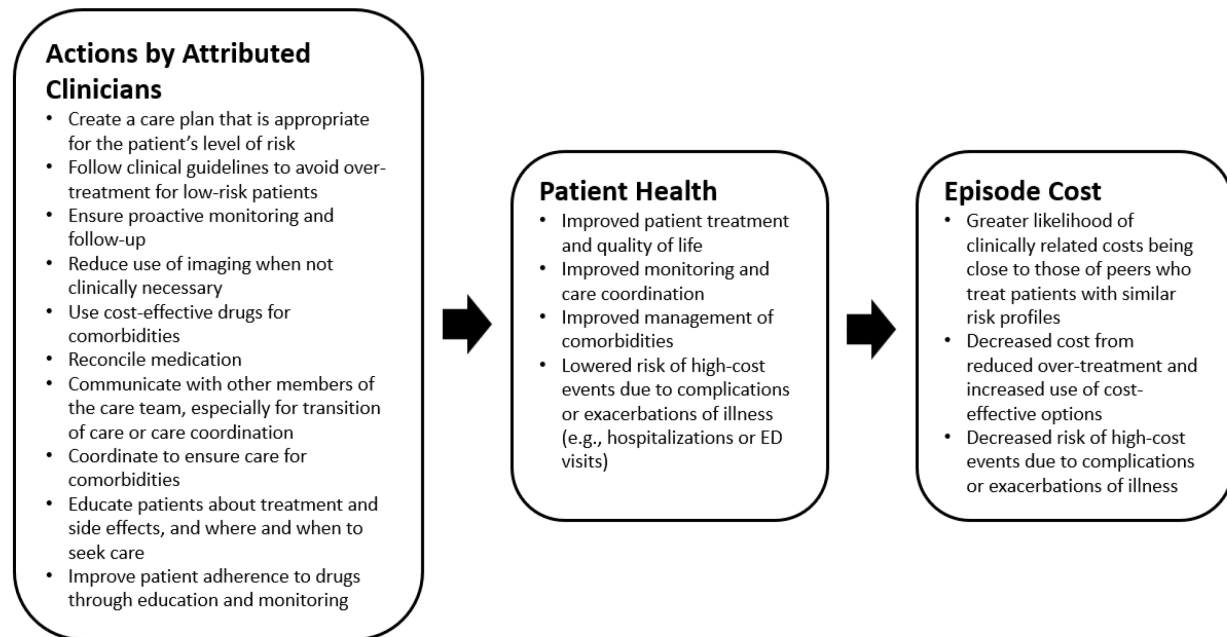 Actions by Attributed
Clinicians
• Create a care plan that is appropriate
for the patient's level of risk
• Follow clinical guidelines to avoid over-
treatment for low-risk patients
• Ensure proactive monitoring and
follow-up
• Reduce use of imaging when not
clinically necessary
• Use cost-effective drugs for
comorbidities
• Reconcile medication
• Communicate with other members of
the care team, especially for transition
of care or care coordination
• Coordinate to ensure care for
comorbidities
• Educate patients about treatment and
side effects, and where and when to
seek care
• Improve patient adherence to drugs
through education and monitoring
Patient Health
• Improved patient treatment
and quality of life
• Improved monitoring and
care coordination
• Improved management of
comorbidities
• Lowered risk of high-cost
events due to complications
or exacerbations of illness
(e.g., hospitalizations or ED
visits)
Episode Cost
• Greater likelihood of
clinically related costs being
close to those of peers who
treat patients with similar
risk profiles
• Decreased cost from
reduced over-treatment and
increased use of cost-
effective options
• Decreased risk of high-cost
events due to complications
or exacerbations of illness